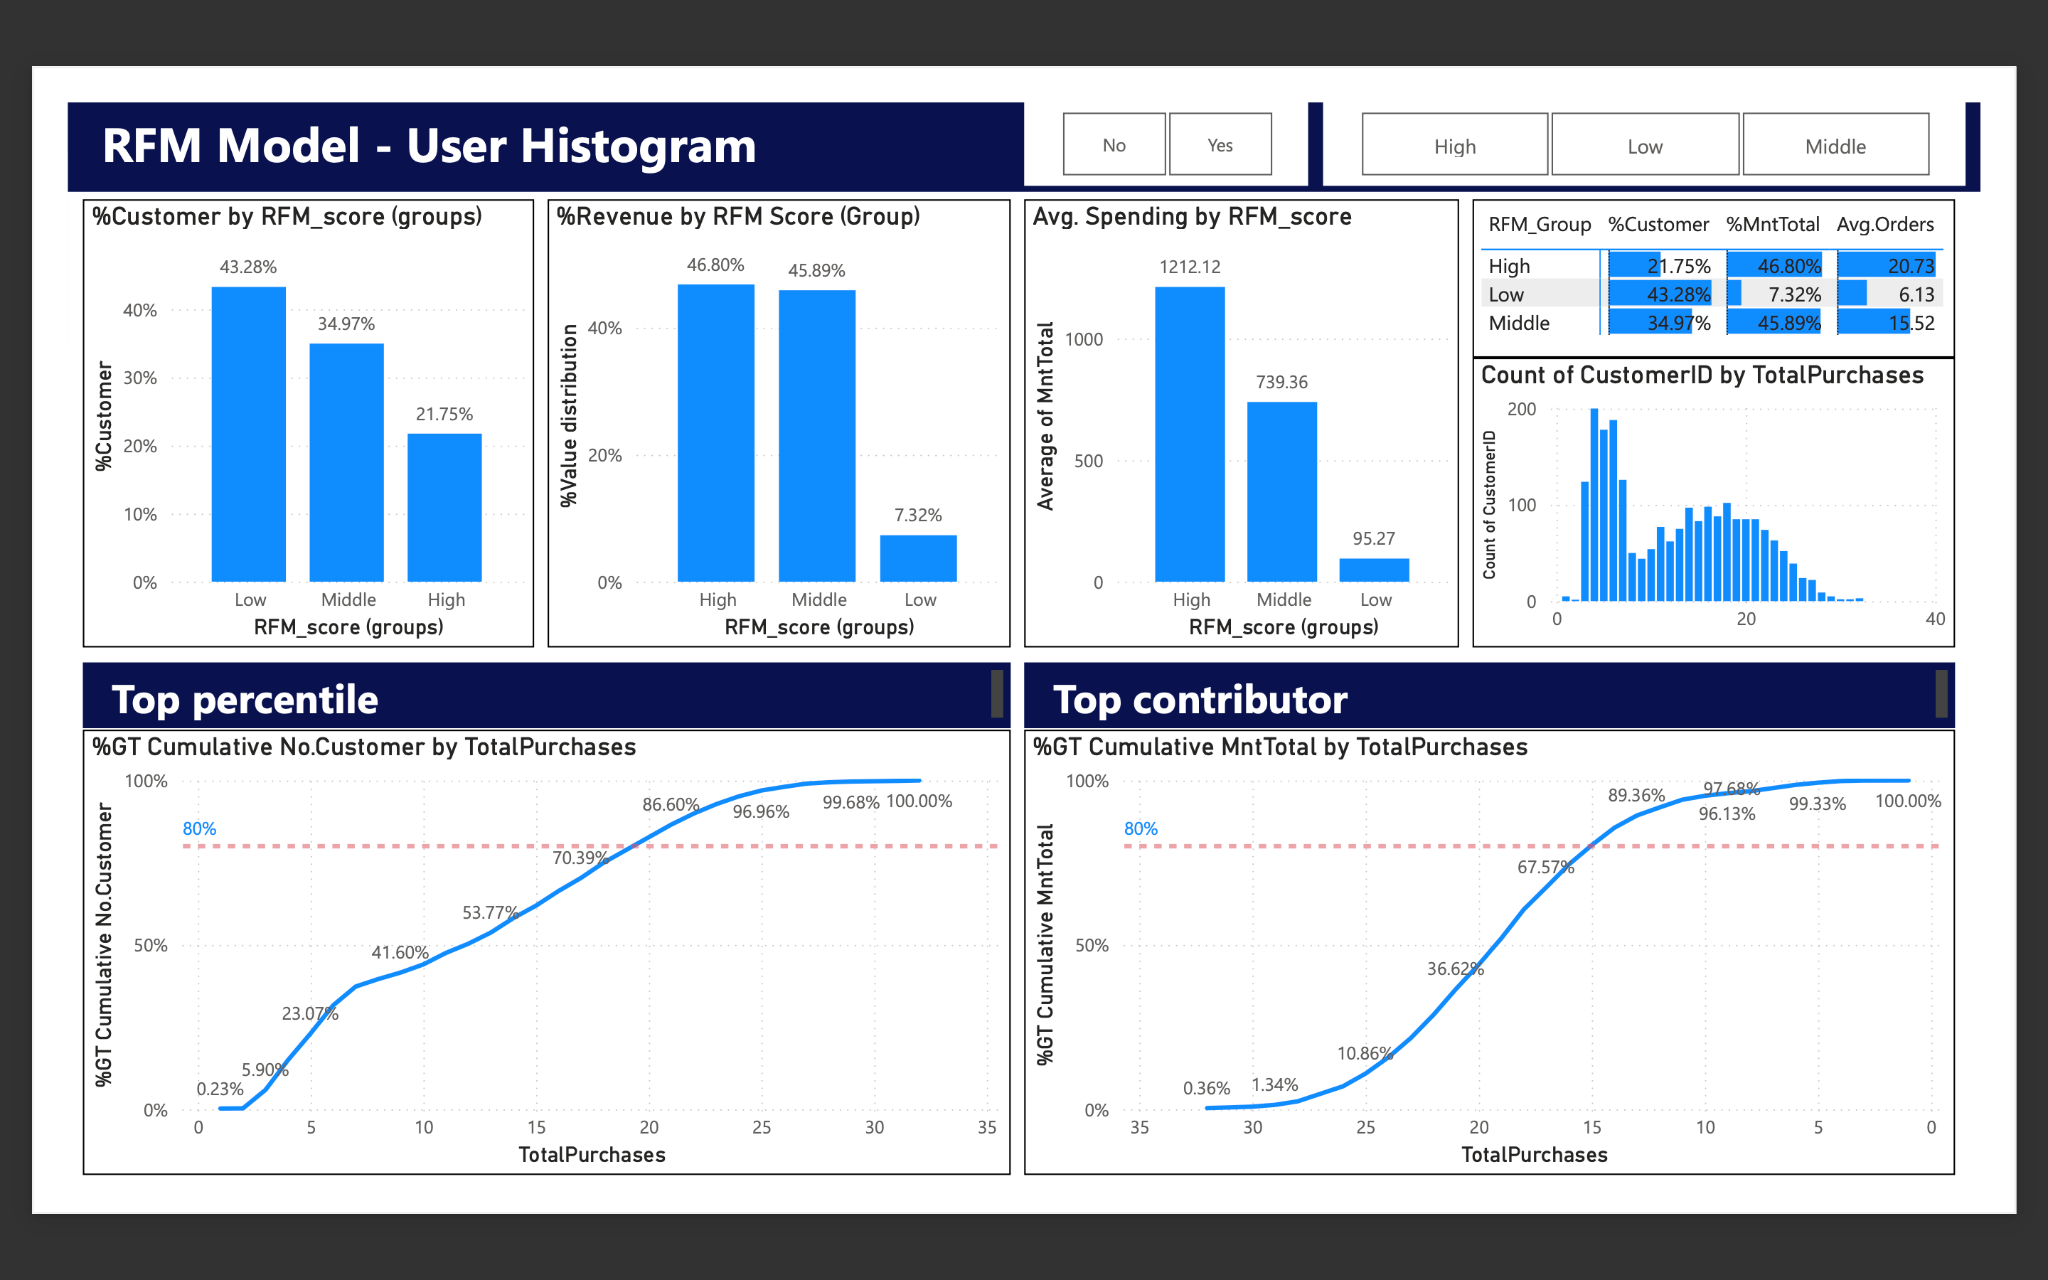 RFM Model - User Histogram
No
Yes
High
Low
Middle
%Customer by RFM_score (groups)
%Customer
40%
30%
20%
10%
0%
43.28%
34.97%
21.75%
Low
Middle
High
RFM_score (groups)
%Revenue by RFM Score (Group)
%Value distribution
40%
20%
0%
46.80%
45.89%
7.32%
High
Middle
Low
RFM_score (groups)
Avg. Spending by RFM_score
Average of MntTotal
1000
500
0
1212.12
739.36
95.27
High
Middle
Low
RFM_score (groups)
RFM_Group %Customer %MntTotal Avg.Orders
High 21.75% 46.80% 20.73
Low 43.28% 7.32% 6.13
Middle 34.97% 45.89% 15.52
Count of CustomerID by TotalPurchases
Count of CustomerID
200
100
0
0
20
40
Top percentile
%GT Cumulative No.Customer by TotalPurchases
%GT Cumulative No.Customer
100%
80%
50%
0%
0.23%
5.90%
23.07%
41.60%
53.77%
70.39%
86.60%
96.96%
99.68%
100.00%
0
5
10
15
20
25
30
35
TotalPurchases
Top contributor
%GT Cumulative MntTotal by TotalPurchases
%GT Cumulative MntTotal
100%
80%
50%
0%
0.36%
1.34%
10.86%
36.62%
67.57%
89.36%
96.13%
97.68%
99.33%
100.00%
35
30
25
20
15
10
5
0
TotalPurchases